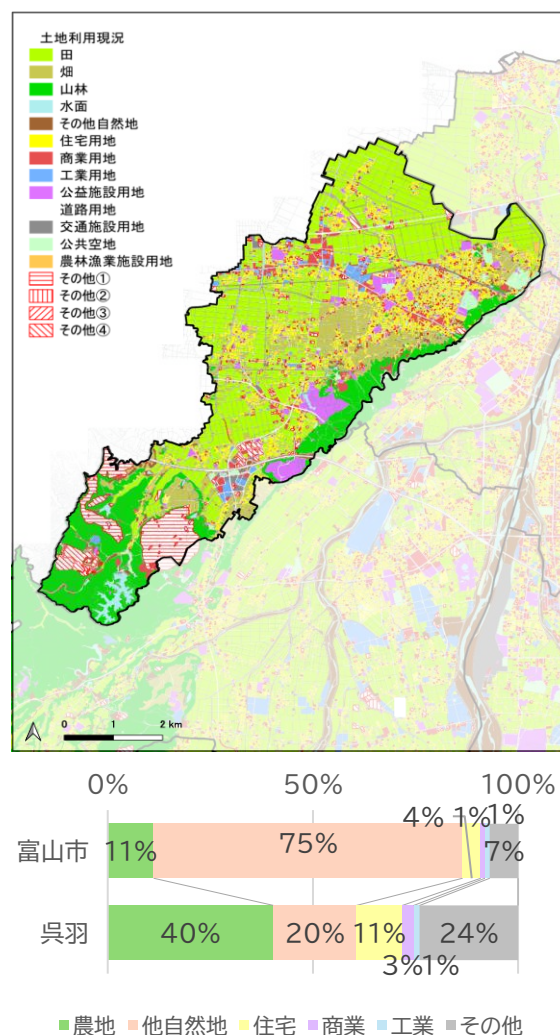 土地利用現況
田
畑
山林
水面
その他自然地
住宅用地
商業用地
工業用地
公益施設用地
道路用地
交通施設用地
公共空地
農林漁業施設用地
その他①
その他②
その他③
その他④
0 1 2 km
0% 50% 100%
富山市 11% 75% 4% 1% 1% 7%
呉羽 40% 20% 11% 3% 1% 24%
農地 他自然地 住宅 商業 工業 その他